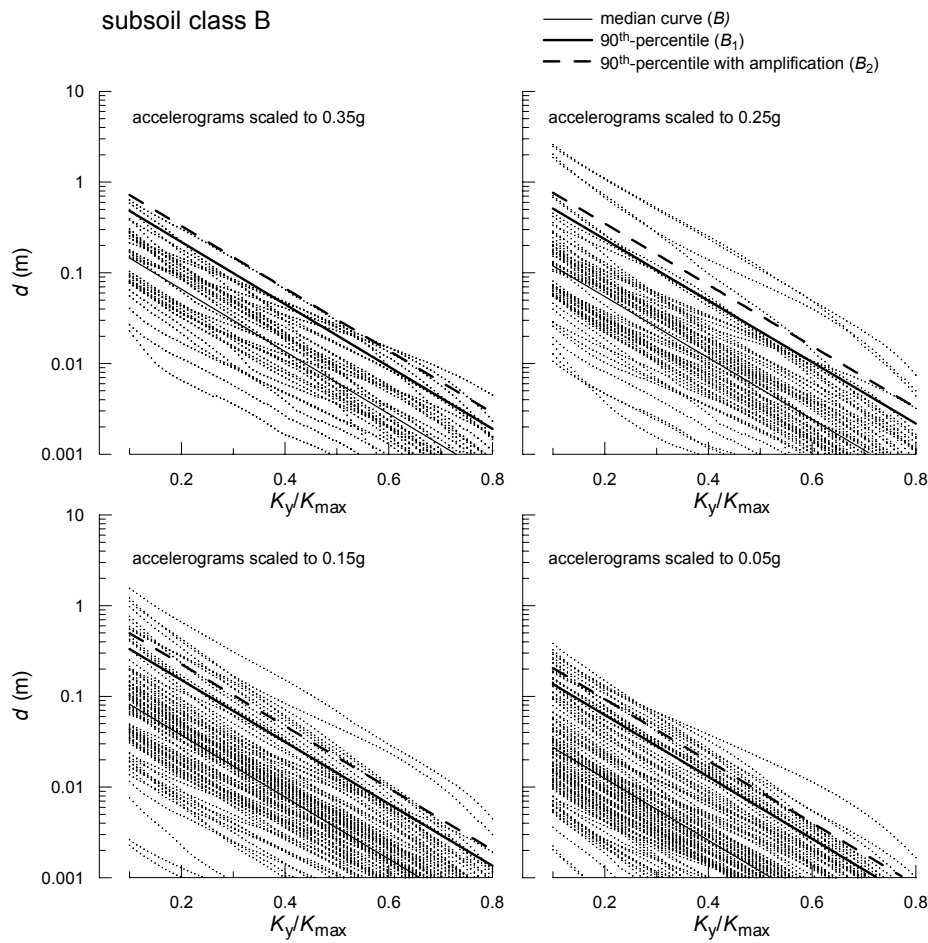 subsoil class B
median curve (B)
90th-percentile (B1)
90th-percentile with amplification (B2)
accelerograms scaled to 0.35g
10
1
0.1
0.01
0.001
d (m)
0.2 0.4 0.6 0.8
Ky/Kmax
accelerograms scaled to 0.25g
0.2 0.4 0.6 0.8
Ky/Kmax
accelerograms scaled to 0.15g
10
1
0.1
0.01
0.001
d (m)
0.2 0.4 0.6 0.8
Ky/Kmax
accelerograms scaled to 0.05g
0.2 0.4 0.6 0.8
Ky/Kmax